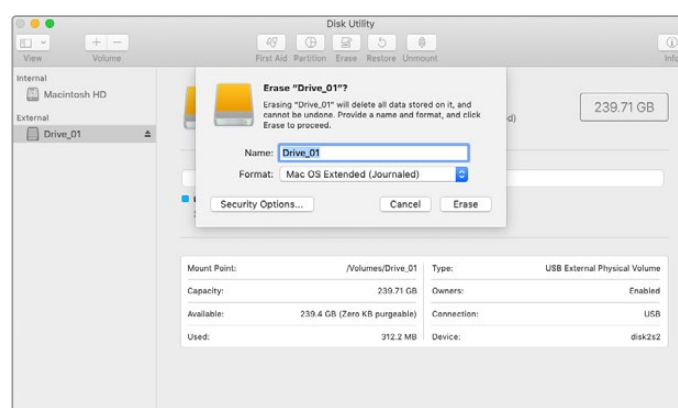 Disk Utility
View
Volume
First Aid
Partition
Erase
Restore
Unmount
Internal
Macintosh HD
External
Drive_01
Erase "Drive_01"?
Erasing "Drive_01" will delete all data stored on it, and
cannot be undone. Provide a name and format, and click
Erase to proceed.
239.71 GB
Name: Drive_01
Format: Mac OS Extended (Journaled)
Security Options...
Cancel
Erase
Mount Point: /Volumes/Drive_01
Type: USB External Physical Volume
Capacity: 239.71 GB
Owners: Enabled
Available: 239.4 GB (Zero KB purgeable)
Connection: USB
Used: 312.2 MB
Device: disk2s2